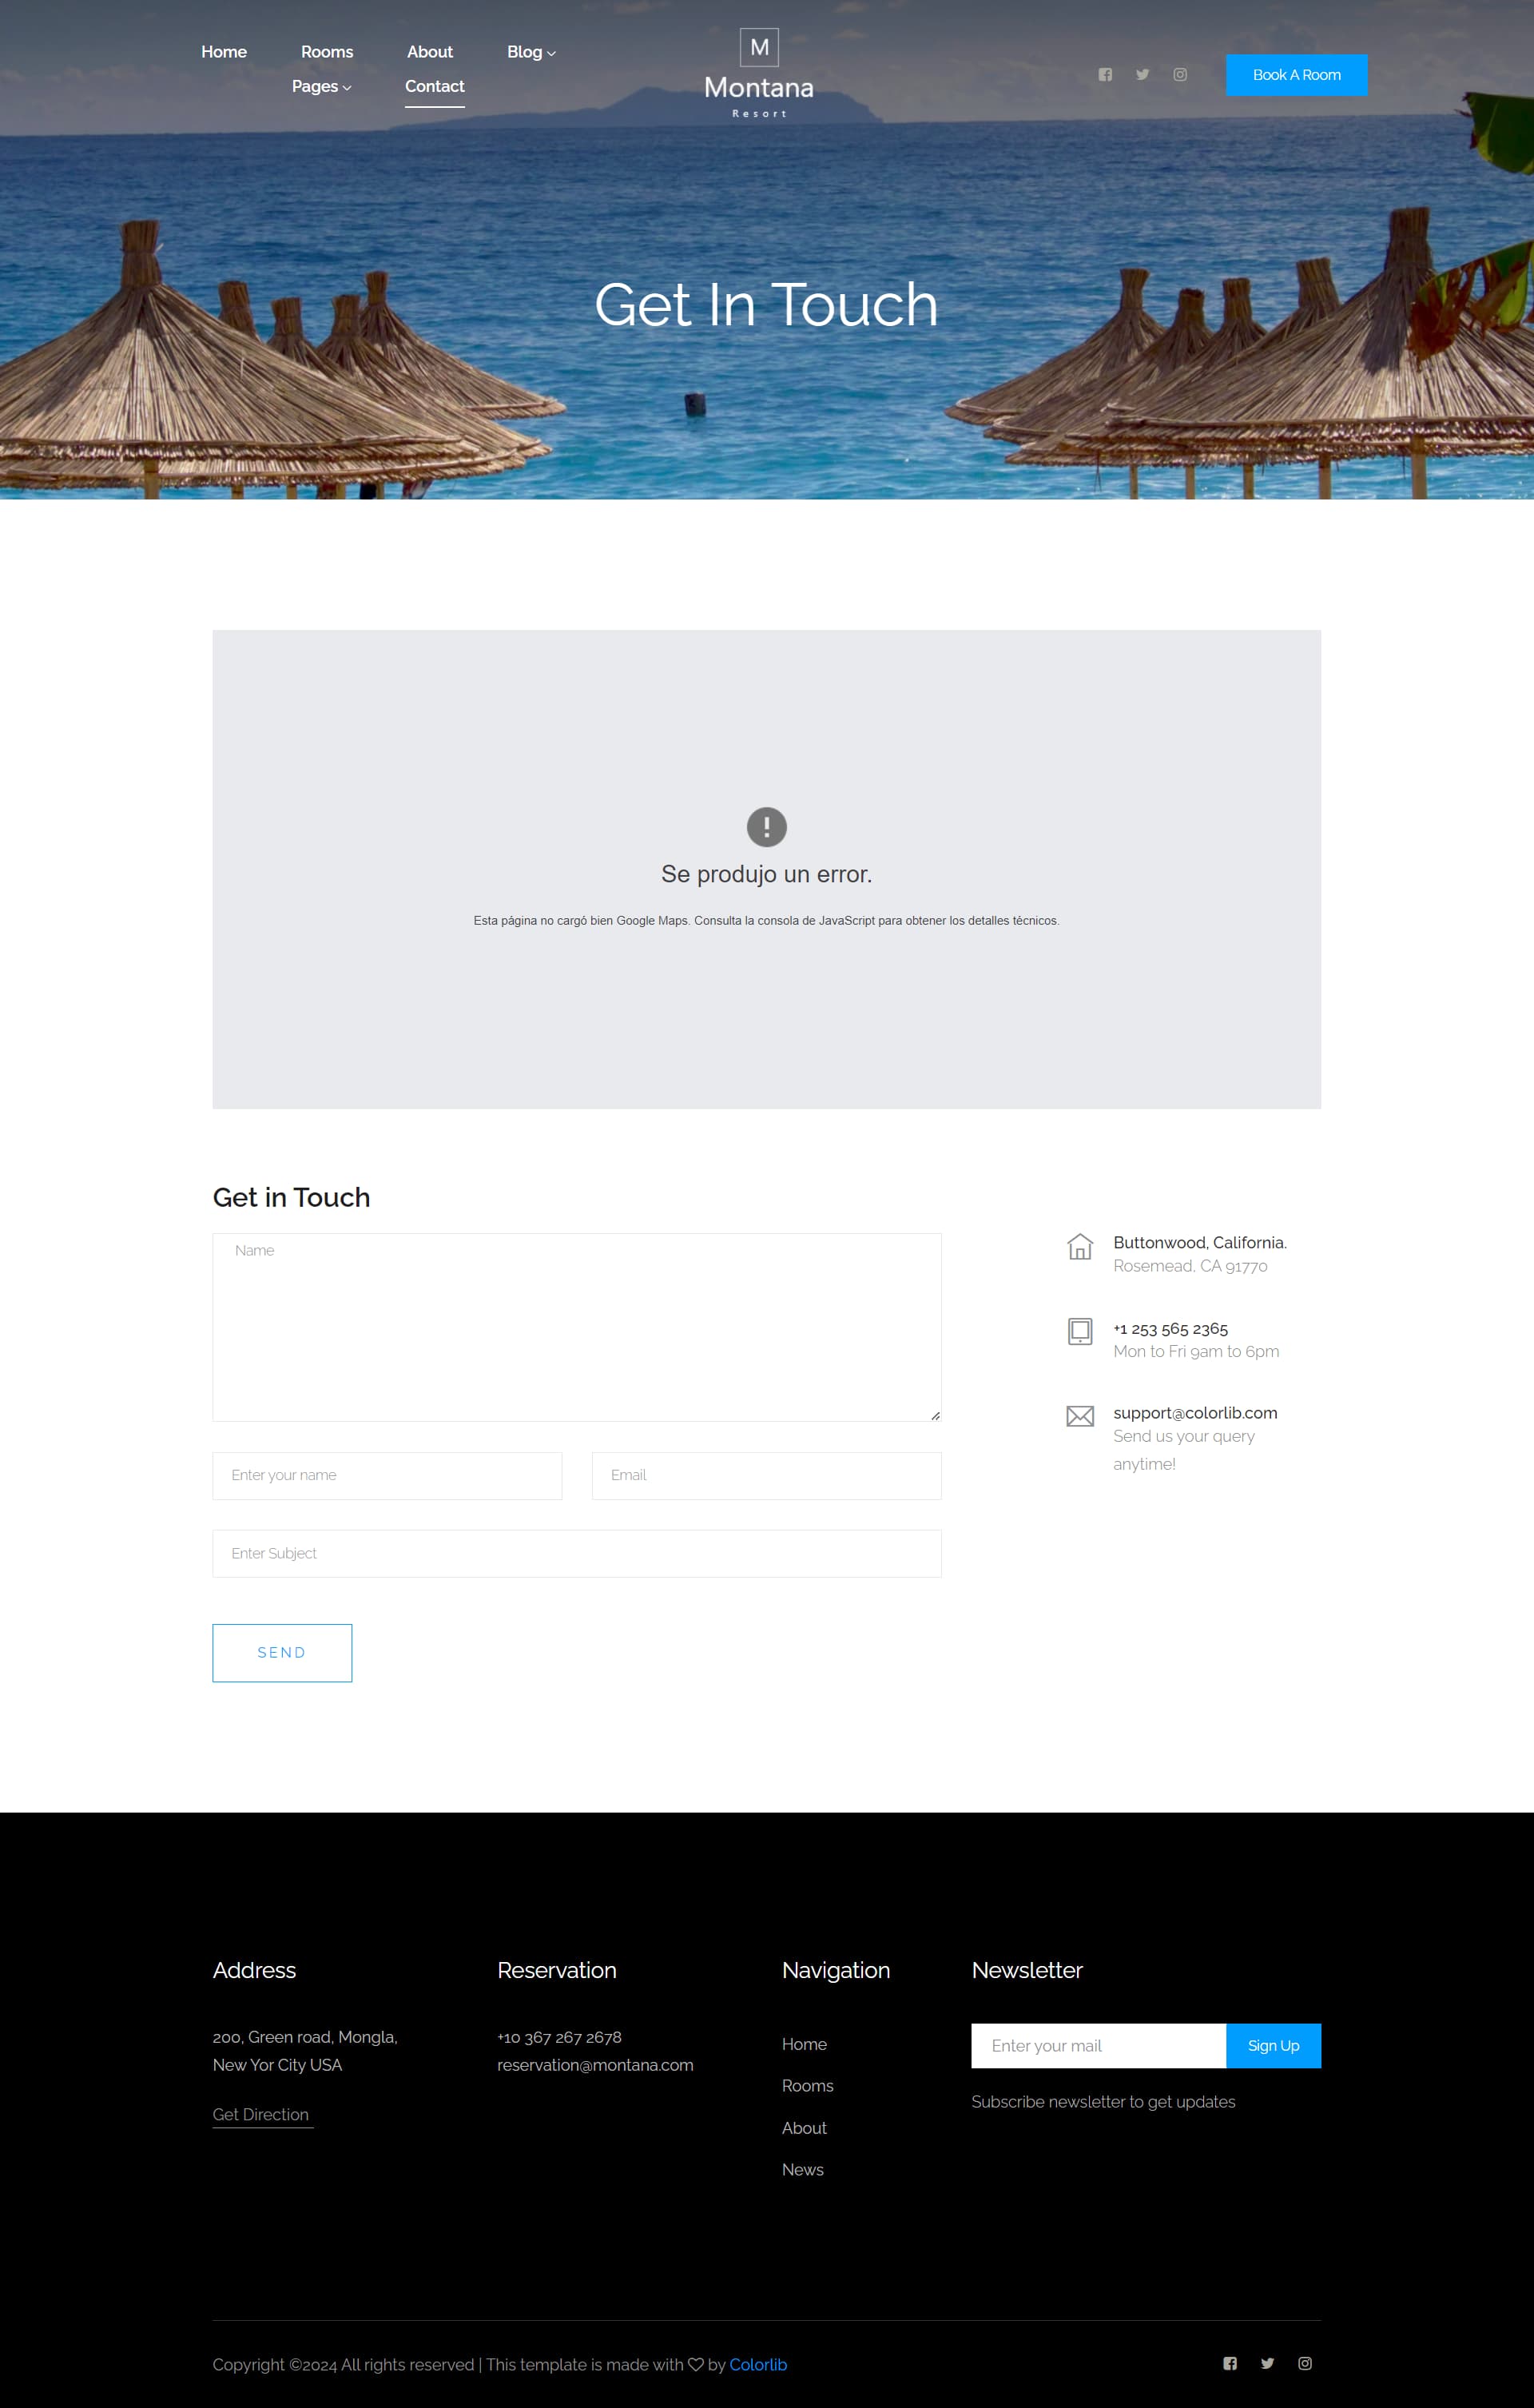 Home Rooms About Blog
Pages Contact
M
Montana
Resort
Book A Room
Get In Touch
Se produjo un error.
Esta página no cargó bien Google Maps. Consulta la consola de JavaScript para obtener los detalles técnicos.
Get in Touch
Name
Enter your name
Email
Enter Subject
SEND
Buttonwood, California.
Rosemead, CA 91770
+1 253 565 2365
Mon to Fri 9am to 6pm
support@colorlib.com
Send us your query
anytime!
Address
200, Green road, Mongla,
New Yor City USA
Get Direction
Reservation
+10 367 267 2678
reservation@montana.com
Navigation
Home
Rooms
About
News
Newsletter
Enter your mail
Sign Up
Subscribe newsletter to get updates
Copyright ©2024 All rights reserved | This template is made with ♡ by Colorlib